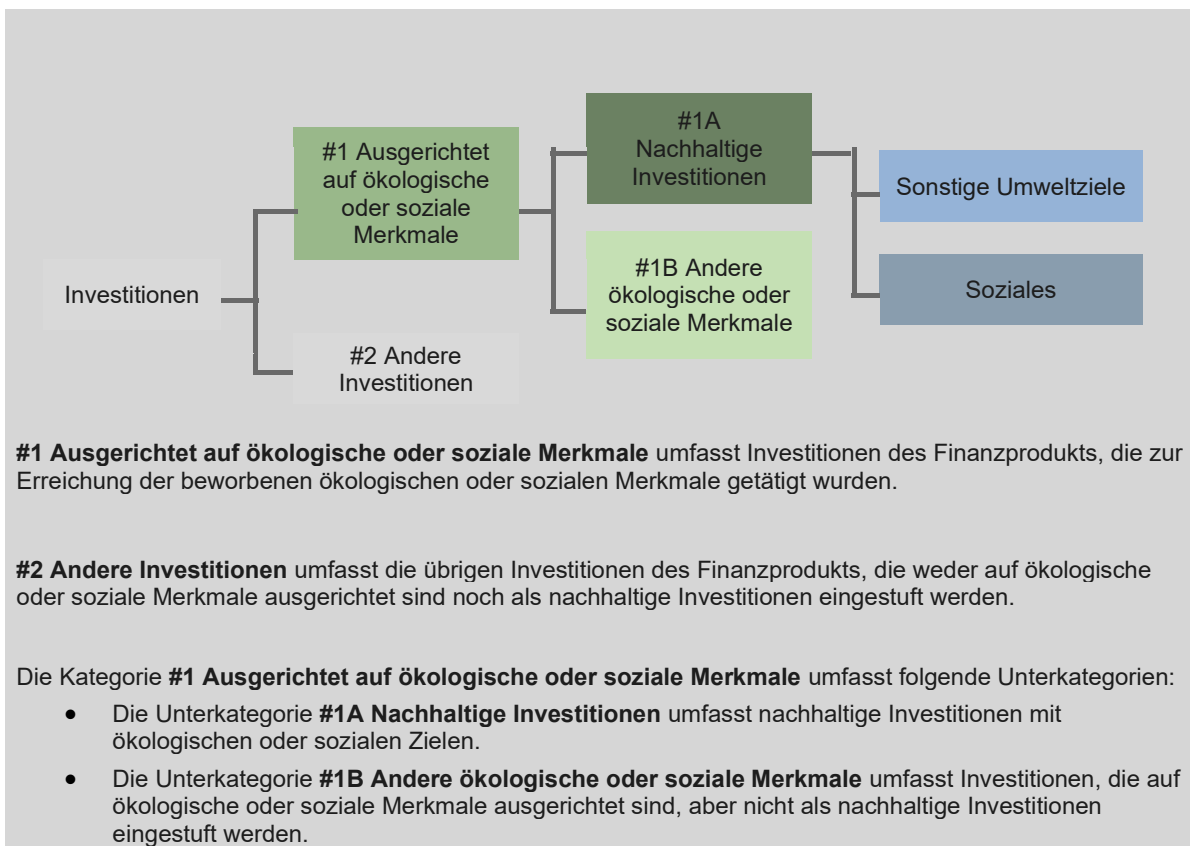 #1A
Nachhaltige
Investitionen
#1 Ausgerichtet
auf ökologische
oder soziale
Merkmale
Sonstige Umweltziele
#1B Andere
ökologische oder
soziale Merkmale
Soziales
Investitionen
#2 Andere
Investitionen
#1 Ausgerichtet auf ökologische oder soziale Merkmale umfasst Investitionen des Finanzprodukts, die zur
Erreichung der beworbenen ökologischen oder sozialen Merkmale getätigt wurden.
#2 Andere Investitionen umfasst die übrigen Investitionen des Finanzprodukts, die weder auf ökologische
oder soziale Merkmale ausgerichtet sind noch als nachhaltige Investitionen eingestuft werden.
Die Kategorie #1 Ausgerichtet auf ökologische oder soziale Merkmale umfasst folgende Unterkategorien:
• Die Unterkategorie #1A Nachhaltige Investitionen umfasst nachhaltige Investitionen mit
ökologischen oder sozialen Zielen.
• Die Unterkategorie #1B Andere ökologische oder soziale Merkmale umfasst Investitionen, die auf
ökologische oder soziale Merkmale ausgerichtet sind, aber nicht als nachhaltige Investitionen
eingestuft werden.